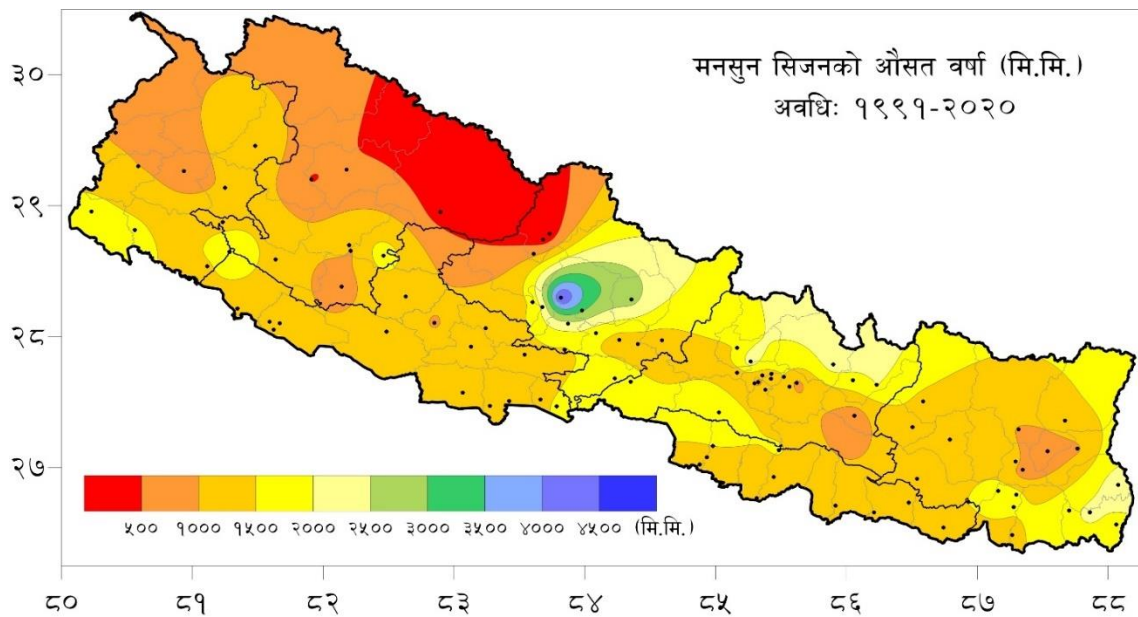 मनसुन सिजनको औसत वर्षा (मि.मि.)
अवधिः १९९१-२०२०
३०
२९
२८
२७
५०० १००० १५०० २००० २५०० ३००० ३५०० ४००० ४५०० (मि.मि.)
८० ८१ ८२ ८३ ८४ ८५ ८६ ८७ ८८